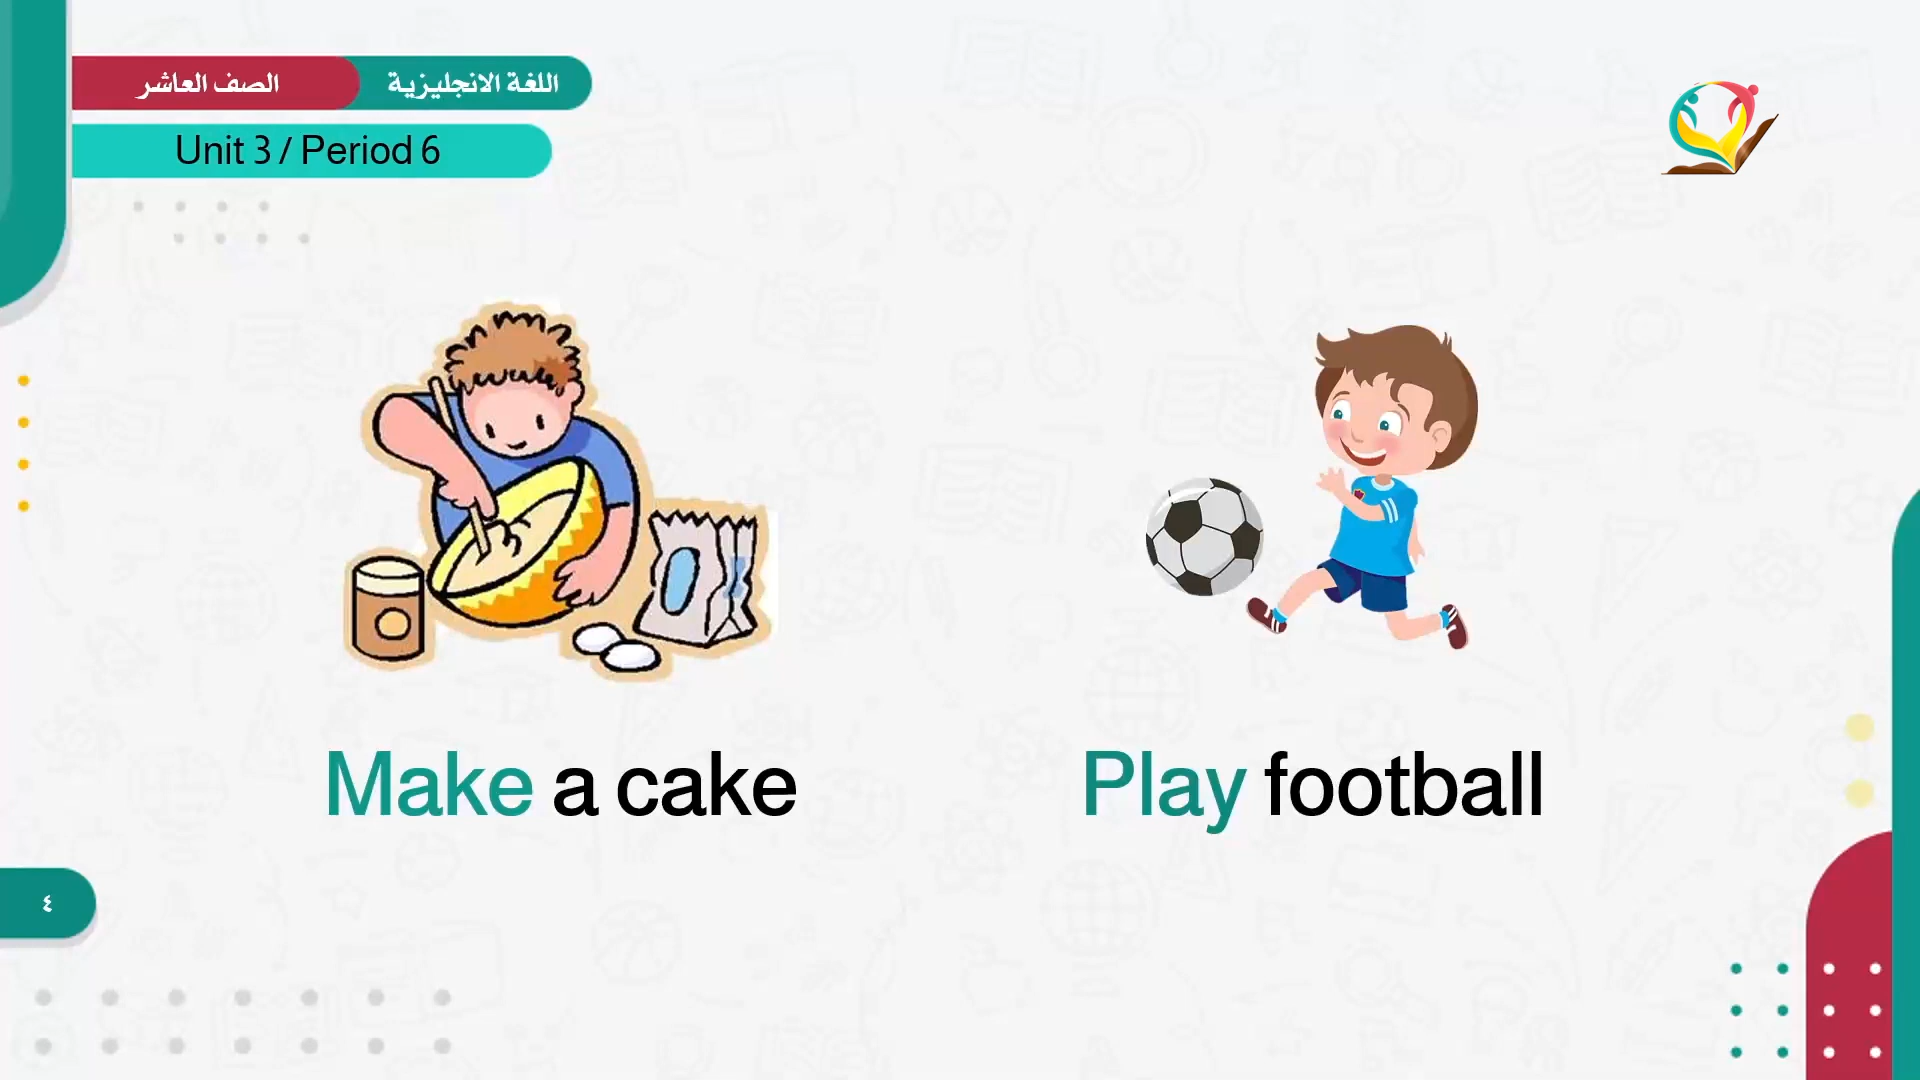 اللغة الانجليزية
الصف العاشر
Unit 3 / Period 6
Make a cake
Play football
٤